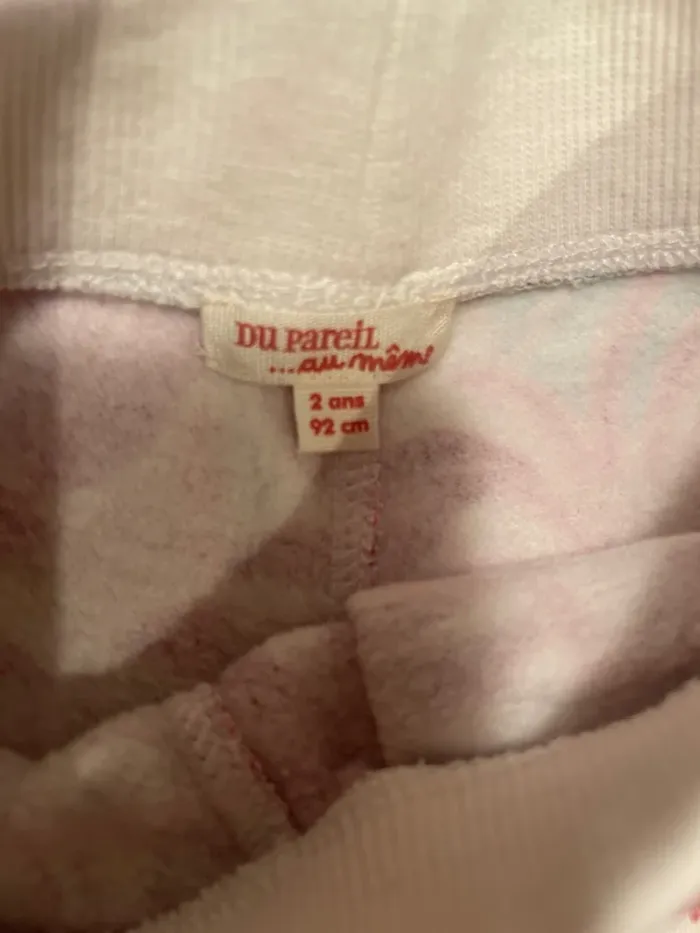 DU PAREIL
...au même
2 ans
92 cm